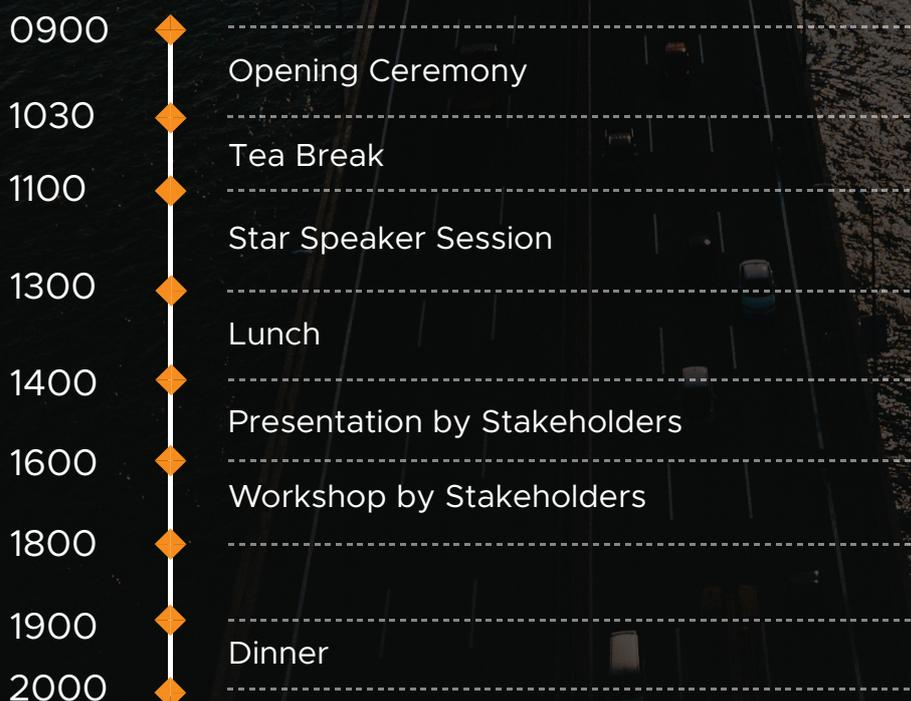 0900
Opening Ceremony
1030
Tea Break
1100
Star Speaker Session
1300
Lunch
1400
Presentation by Stakeholders
1600
Workshop by Stakeholders
1800
1900
Dinner
2000